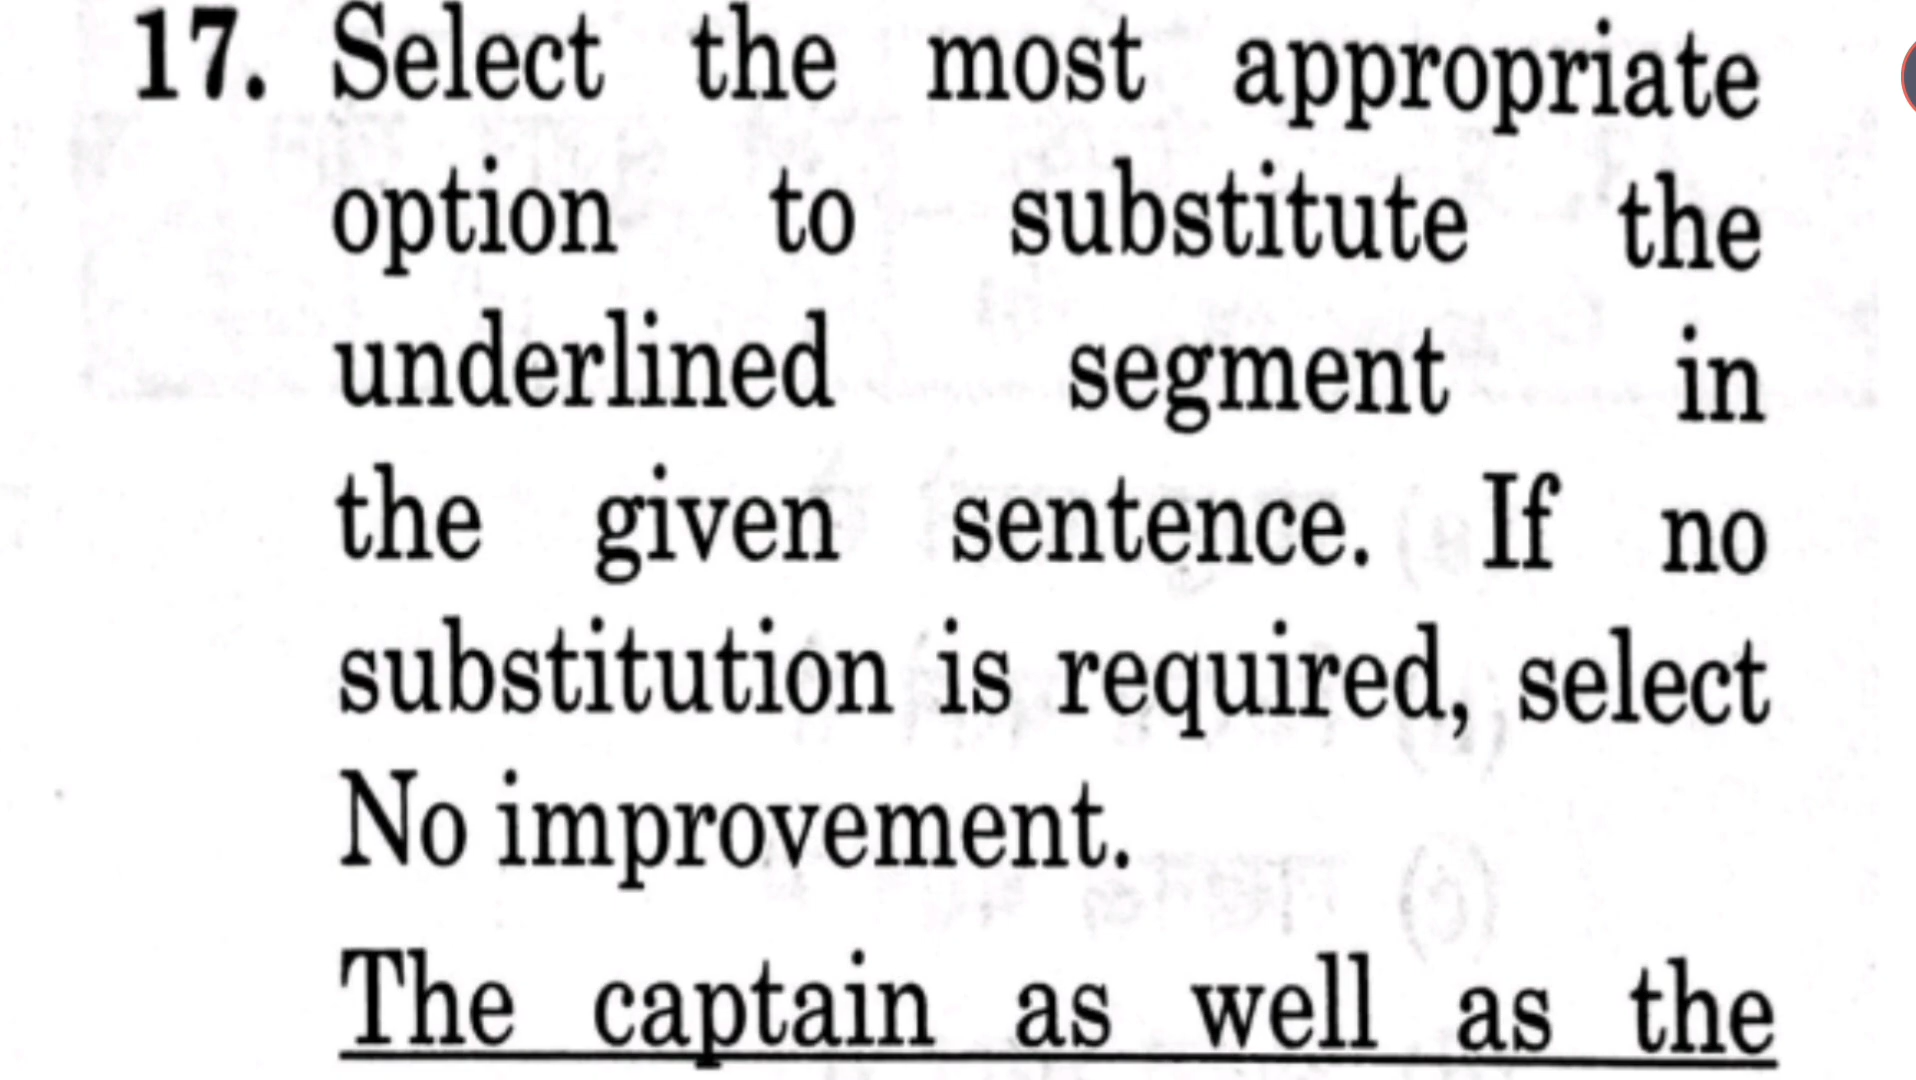 17. Select the most appropriate
option to substitute the
underlined segment in
the given sentence. If no
substitution is required, select
No improvement.
The captain as well as the